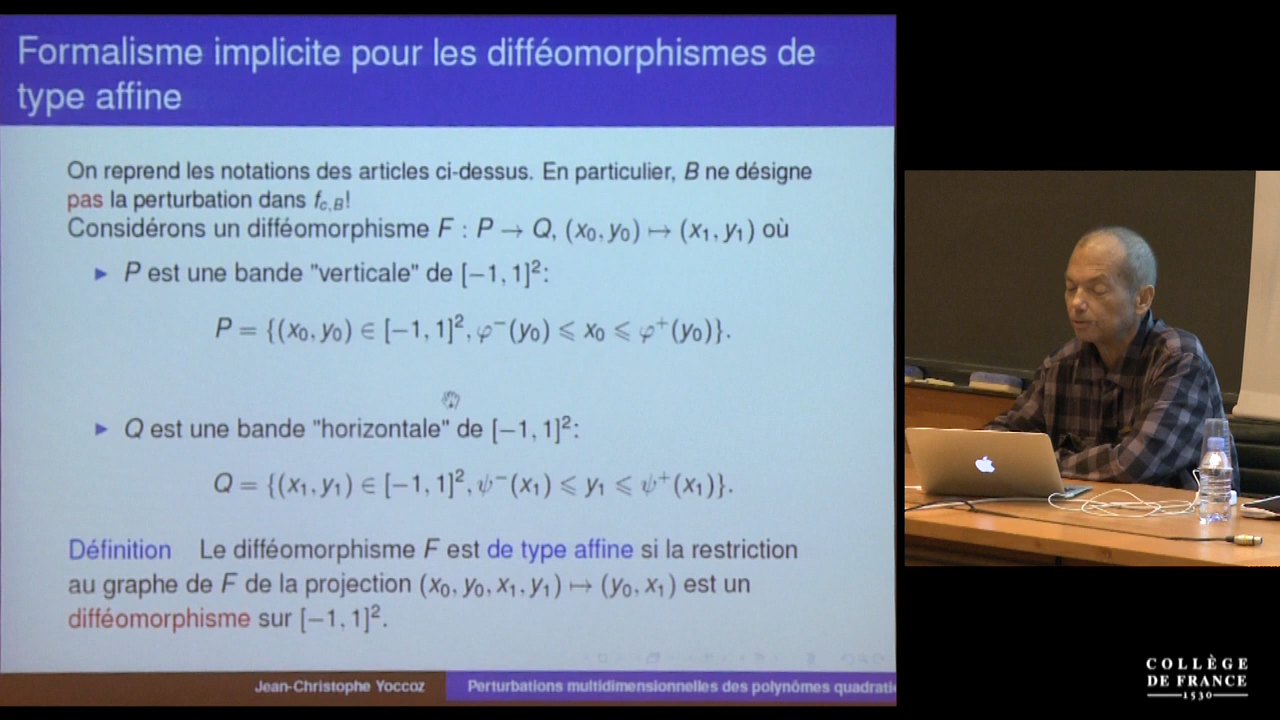 Formalisme implicite pour les difféomorphismes de
type affine
On reprend les notations des articles ci-dessus. En particulier, B ne désigne
pas la perturbation dans f_{c,B}!
Considérons un difféomorphisme F : P → Q, (x₀, y₀) ↦ (x₁, y₁) où
► P est une bande "verticale" de [−1, 1]²:
P = {(x₀, y₀) ∈ [−1, 1]², φ⁻(y₀) ⩽ x₀ ⩽ φ⁺(y₀)}.
► Q est une bande "horizontale" de [−1, 1]²:
Q = {(x₁, y₁) ∈ [−1, 1]², ψ⁻(x₁) ⩽ y₁ ⩽ ψ⁺(x₁)}.
Définition Le difféomorphisme F est de type affine si la restriction
au graphe de F de la projection (x₀, y₀, x₁, y₁) ↦ (y₀, x₁) est un
difféomorphisme sur [−1, 1]².
Jean-Christophe Yoccoz
Perturbations multidimensionnelles des polynômes quadrati
COLLÈGE
DE FRANCE
1530